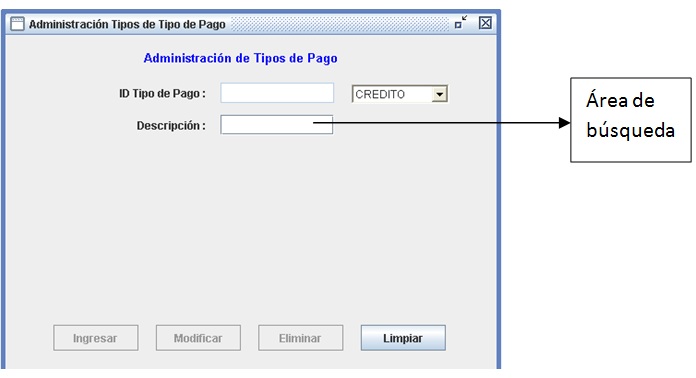 Administración Tipos de Tipo de Pago
Administración de Tipos de Pago
ID Tipo de Pago :
CREDITO
Descripción :
Área de
búsqueda
Ingresar
Modificar
Eliminar
Limpiar